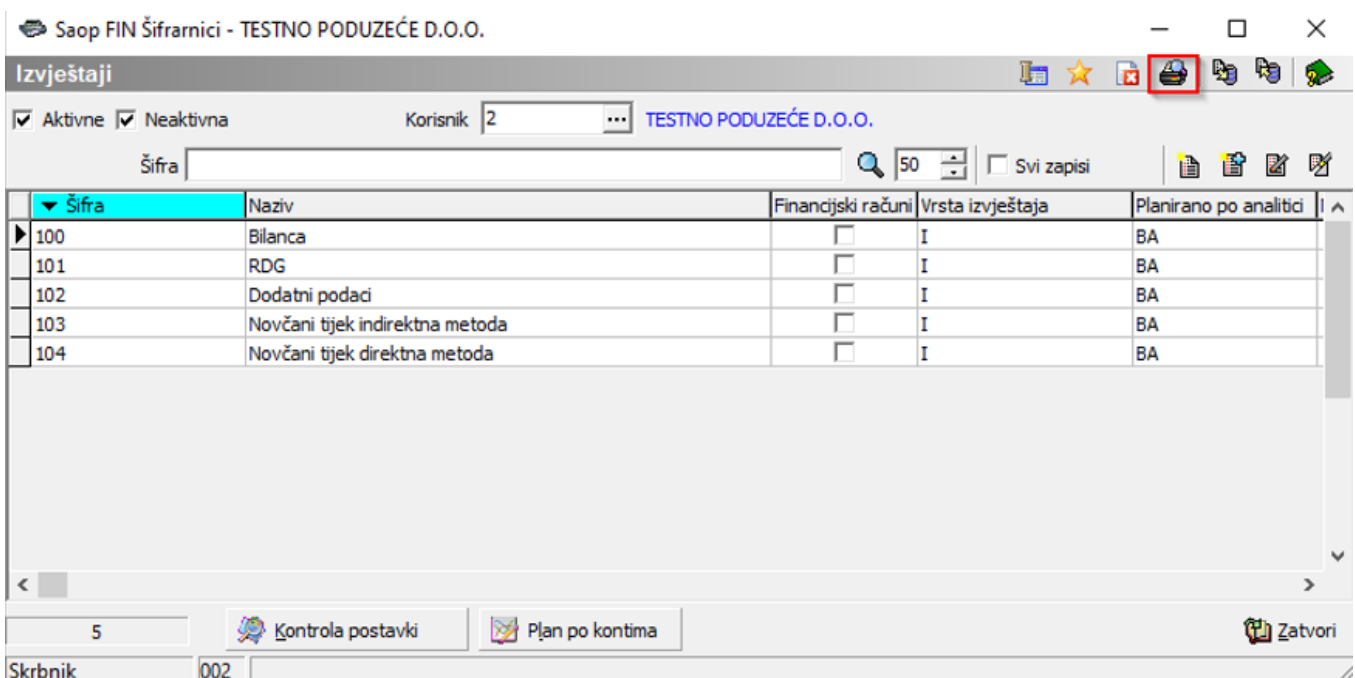 Saop FIN Šifrarnici - TESTNO PODUZEĆE D.O.O.
Izvještaji
Aktivne Neaktivna Korisnik 2 ... TESTNO PODUZEĆE D.O.O.
Šifra 50 Svi zapisi
Šifra Naziv Financijski računi Vrsta izvještaja Planirano po analitici
100 Bilanca I BA
101 RDG I BA
102 Dodatni podaci I BA
103 Novčani tijek indirektna metoda I BA
104 Novčani tijek direktna metoda I BA
5 Kontrola postavki Plan po kontima Zatvori
Skrbnik 002